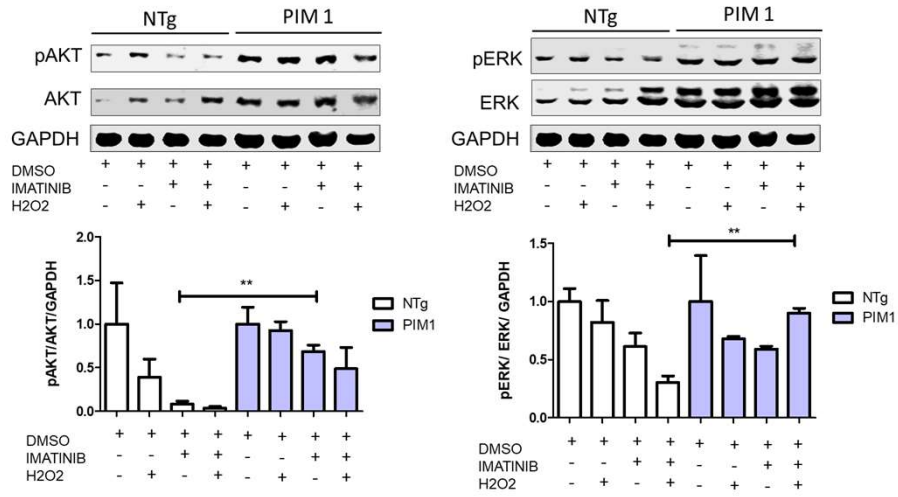 NTg PIM 1
pAKT
AKT
GAPDH
DMSO + + + + + + + +
IMATINIB - - + + - - + +
H2O2 - + - + - + - +
NTg PIM 1
pERK
ERK
GAPDH
DMSO + + + + + + + +
IMATINIB - - + + - - + +
H2O2 - + - + - + - +
pAKT/AKT/GAPDH
2.0
1.5
1.0
0.5
0.0
**
NTg
PIM1
DMSO + + + + + + + +
IMATINIB - - + + - - + +
H2O2 - + - + - + - +
pERK/ ERK/ GAPDH
1.5
1.0
0.5
0.0
**
NTg
PIM1
DMSO + + + + + + + +
IMATINIB - - + + - - + +
H2O2 - + - + - + - +